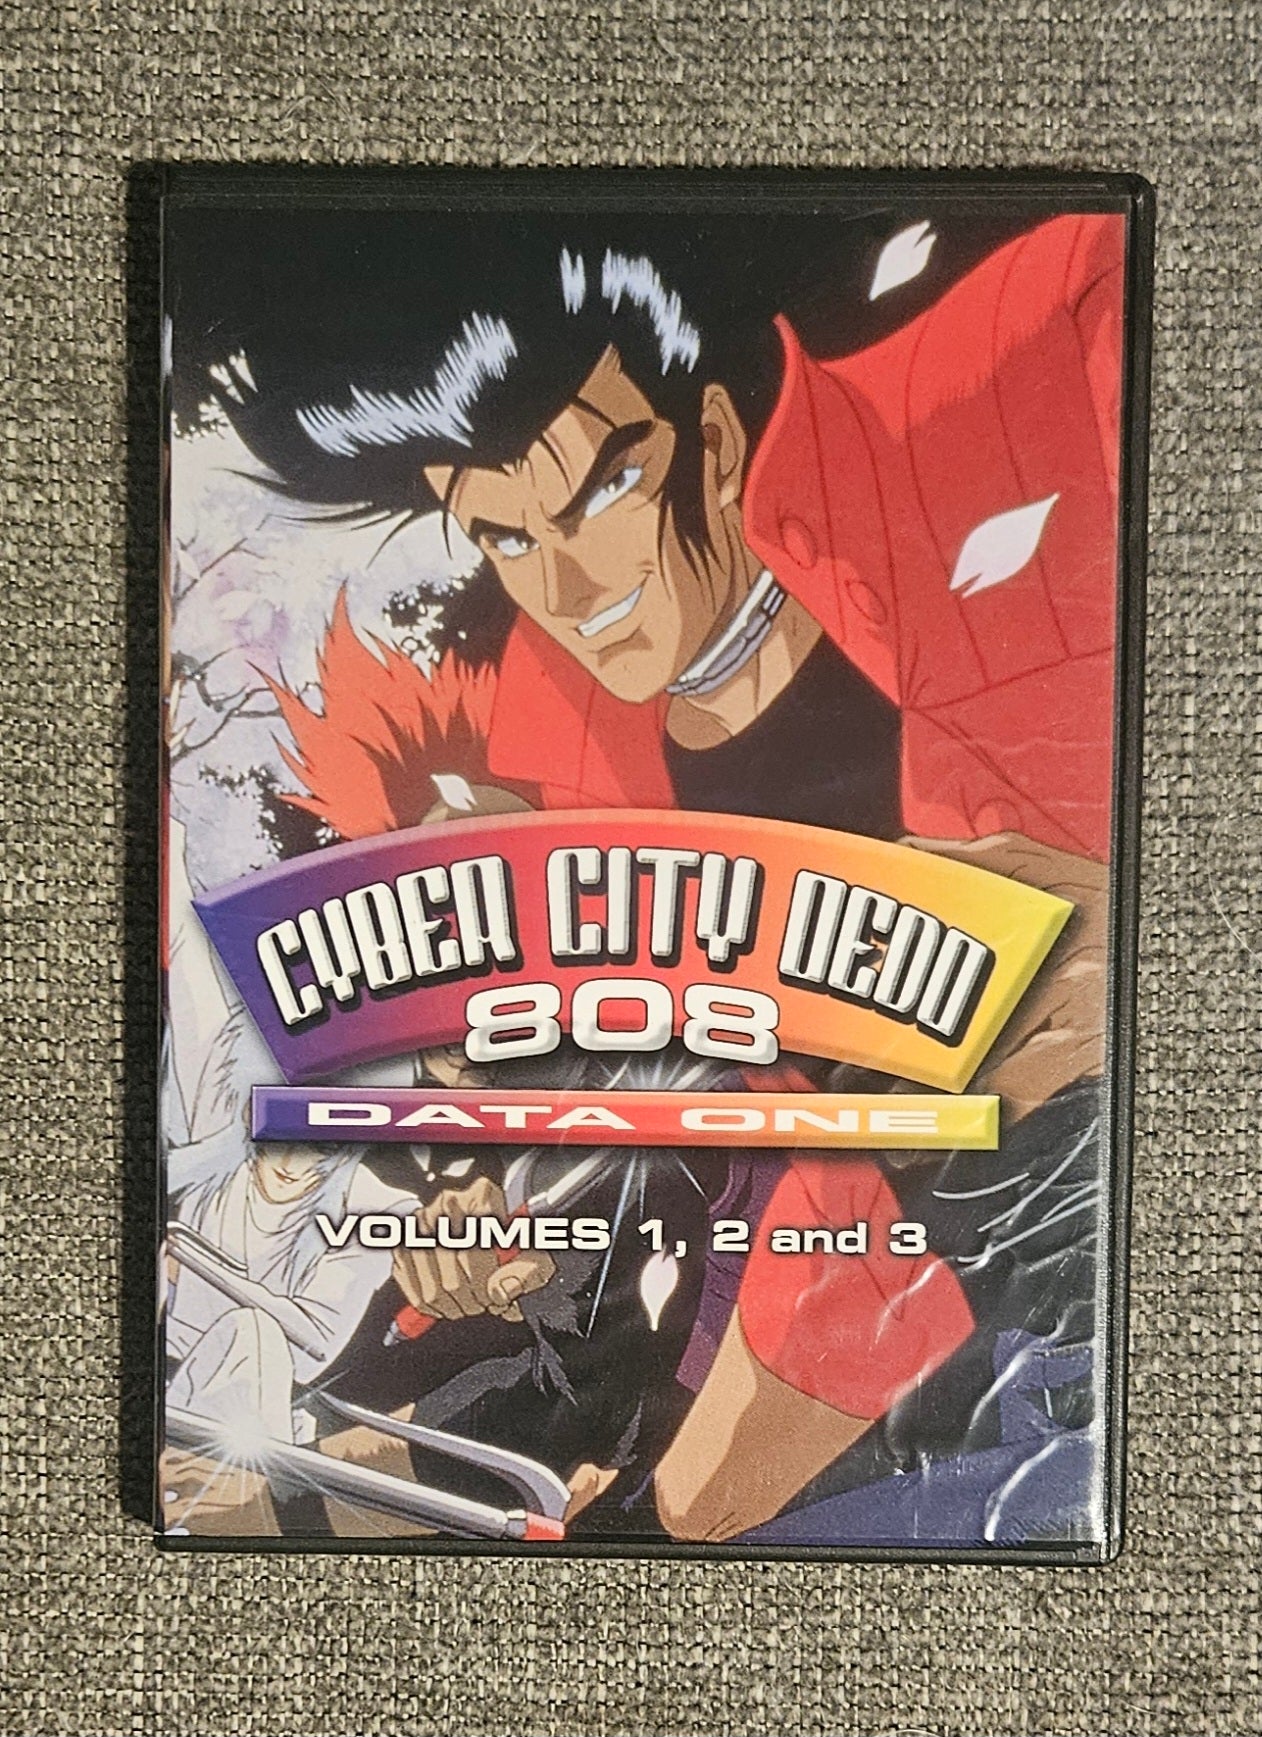 CYBER CITY OEDO
808
DATA ONE
VOLUMES 1, 2 and 3